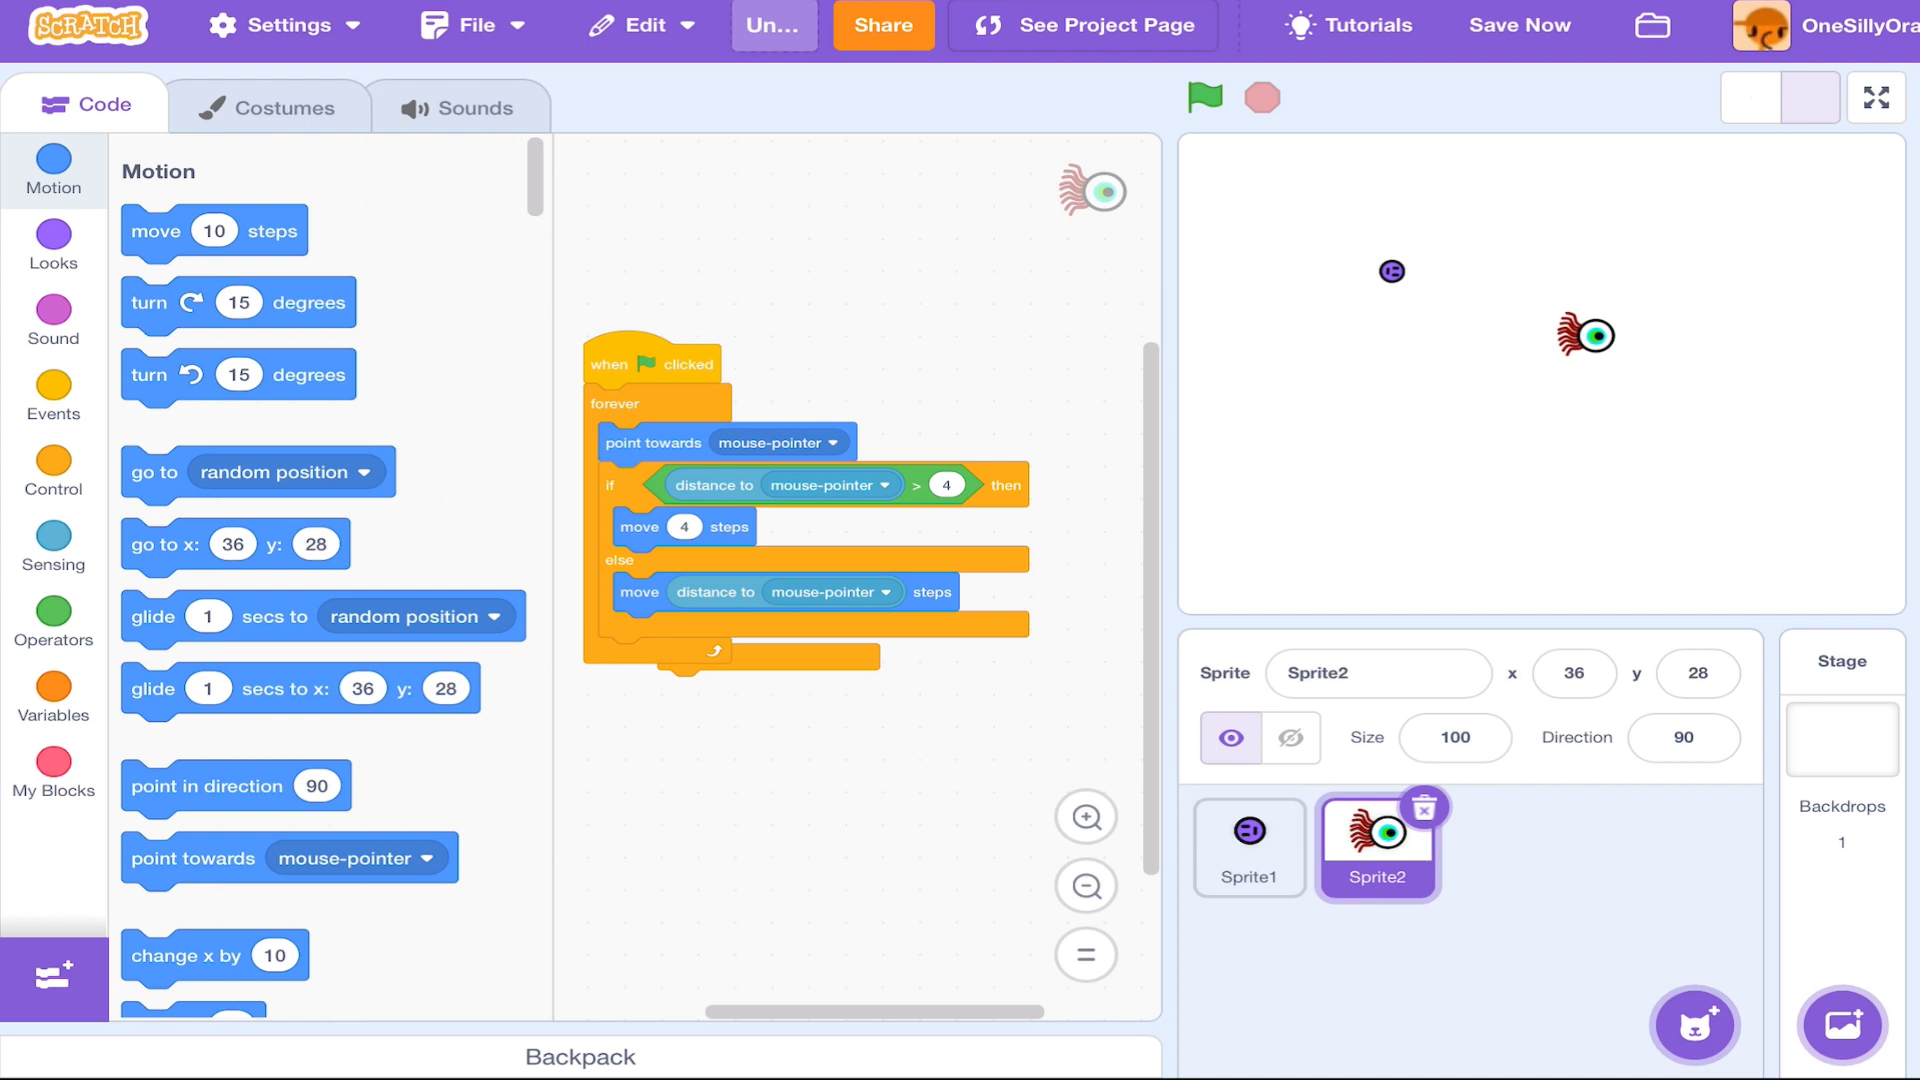 SCRATCH
Settings
File
Edit
Un...
Share
See Project Page
Tutorials
Save Now
OneSillyOra
Code
Costumes
Sounds
Motion
Looks
Sound
Events
Control
Sensing
Operators
Variables
My Blocks
Motion
move 10 steps
turn 15 degrees
turn 15 degrees
go to random position
go to x: 36 y: 28
glide 1 secs to random position
glide 1 secs to x: 36 y: 28
point in direction 90
point towards mouse-pointer
change x by 10
when clicked
forever
point towards mouse-pointer
if distance to mouse-pointer > 4 then
move 4 steps
else
move distance to mouse-pointer steps
Backpack
Sprite Sprite2 x 36 y 28
Size 100 Direction 90
Sprite1
Sprite2
Stage
Backdrops
1